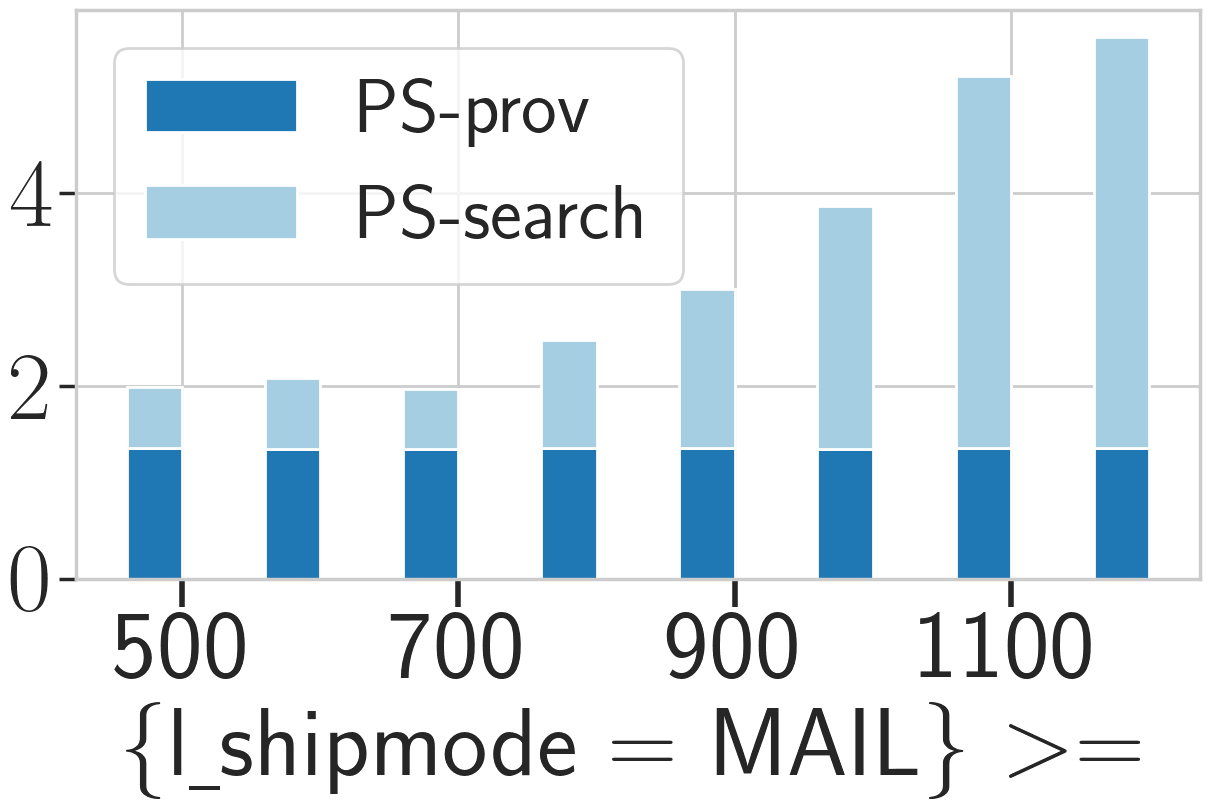 PS-prov
PS-search
4
2
0
500 700 900 1100
{l_shipmode = MAIL} >=